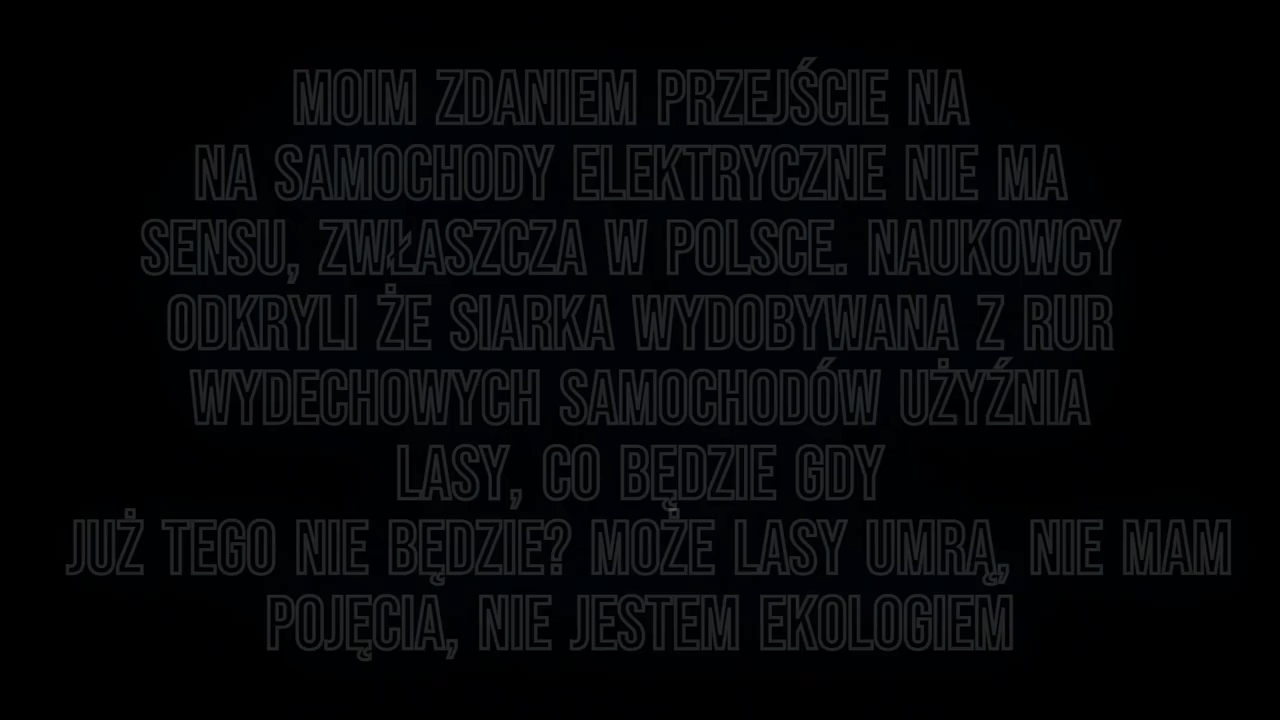 MOIM ZDANIEM PRZEJŚCIE NA
NA SAMOCHODY ELEKTRYCZNE NIE MA
SENSU, ZWŁASZCZA W POLSCE. NAUKOWCY
ODKRYLI ŻE SIARKA WYDOBYWANA Z RUR
WYDECHOWYCH SAMOCHODÓW UŻYŹNIA
LASY, CO BĘDZIE GDY
JUŻ TEGO NIE BĘDZIE? MOŻE LASY UMRĄ, NIE MAM
POJĘCIA, NIE JESTEM EKOLOGIEM